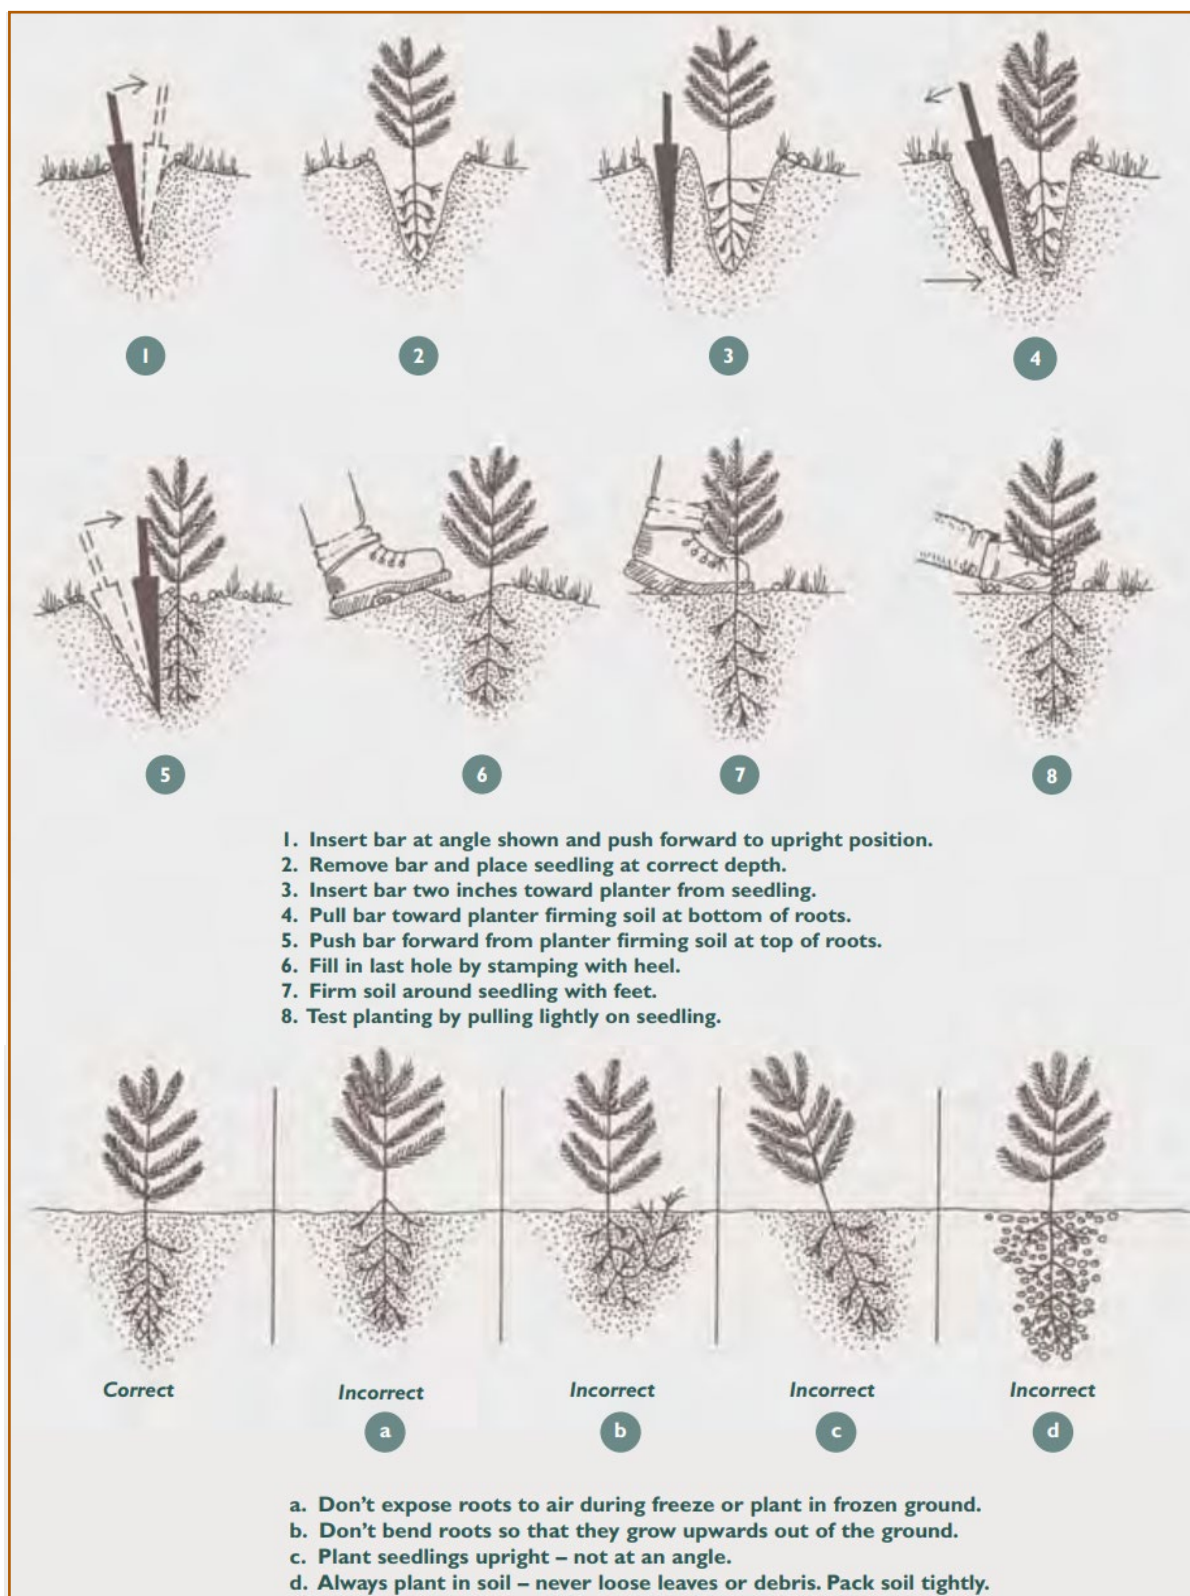 1
2
3
4
5
6
7
8
1. Insert bar at angle shown and push forward to upright position.
2. Remove bar and place seedling at correct depth.
3. Insert bar two inches toward planter from seedling.
4. Pull bar toward planter firming soil at bottom of roots.
5. Push bar forward from planter firming soil at top of roots.
6. Fill in last hole by stamping with heel.
7. Firm soil around seedling with feet.
8. Test planting by pulling lightly on seedling.
Correct
Incorrect
Incorrect
Incorrect
Incorrect
a
b
c
d
a. Don't expose roots to air during freeze or plant in frozen ground.
b. Don't bend roots so that they grow upwards out of the ground.
c. Plant seedlings upright – not at an angle.
d. Always plant in soil – never loose leaves or debris. Pack soil tightly.